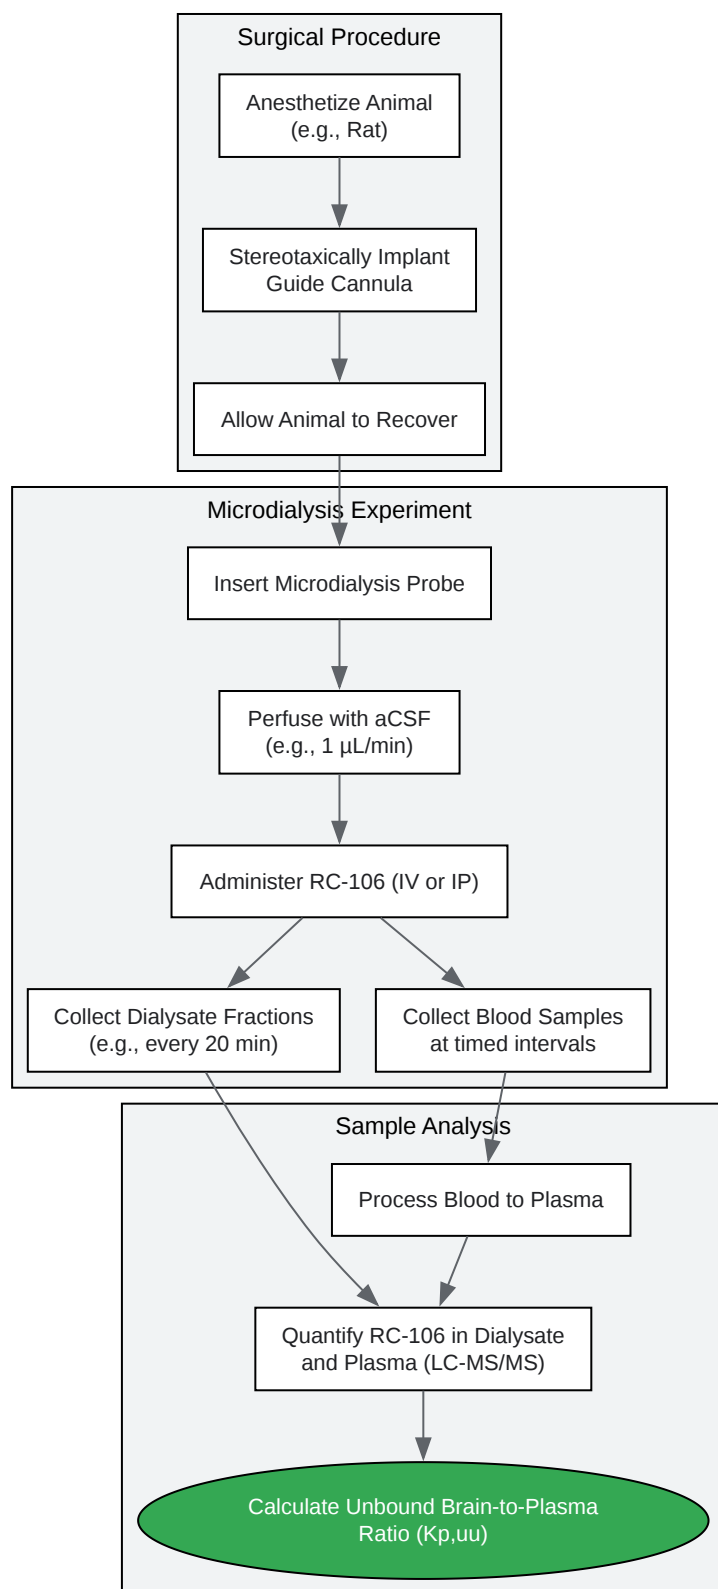 Surgical Procedure
Anesthetize Animal
(e.g., Rat)
Stereotaxically Implant
Guide Cannula
Allow Animal to Recover
Microdialysis Experiment
Insert Microdialysis Probe
Perfuse with aCSF
(e.g., 1 µL/min)
Administer RC-106 (IV or IP)
Collect Dialysate Fractions
(e.g., every 20 min)
Collect Blood Samples
at timed intervals
Sample Analysis
Process Blood to Plasma
Quantify RC-106 in Dialysate
and Plasma (LC-MS/MS)
Calculate Unbound Brain-to-Plasma
Ratio (Kp,uu)